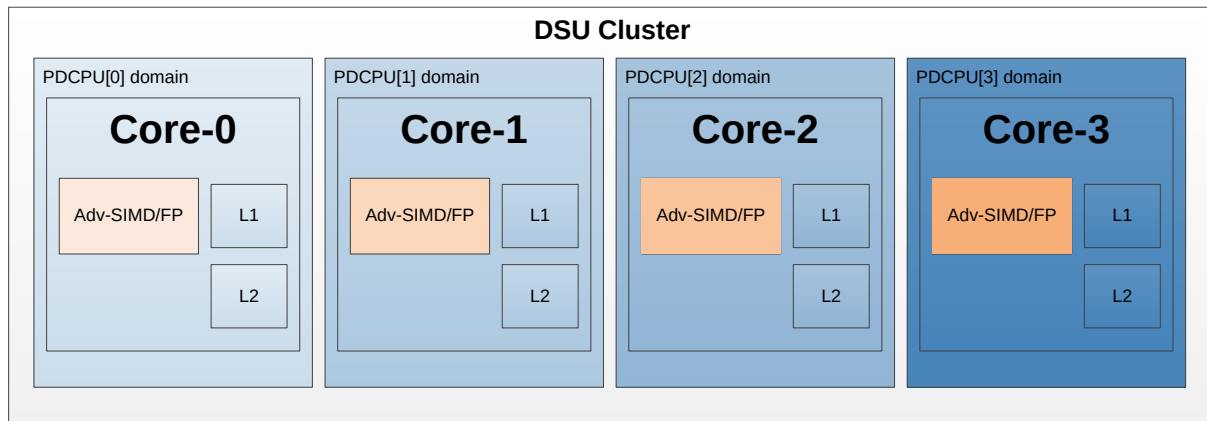 DSU Cluster
PDCPU[0] domain
Core-0
Adv-SIMD/FP
L1
L2
PDCPU[1] domain
Core-1
Adv-SIMD/FP
L1
L2
PDCPU[2] domain
Core-2
Adv-SIMD/FP
L1
L2
PDCPU[3] domain
Core-3
Adv-SIMD/FP
L1
L2